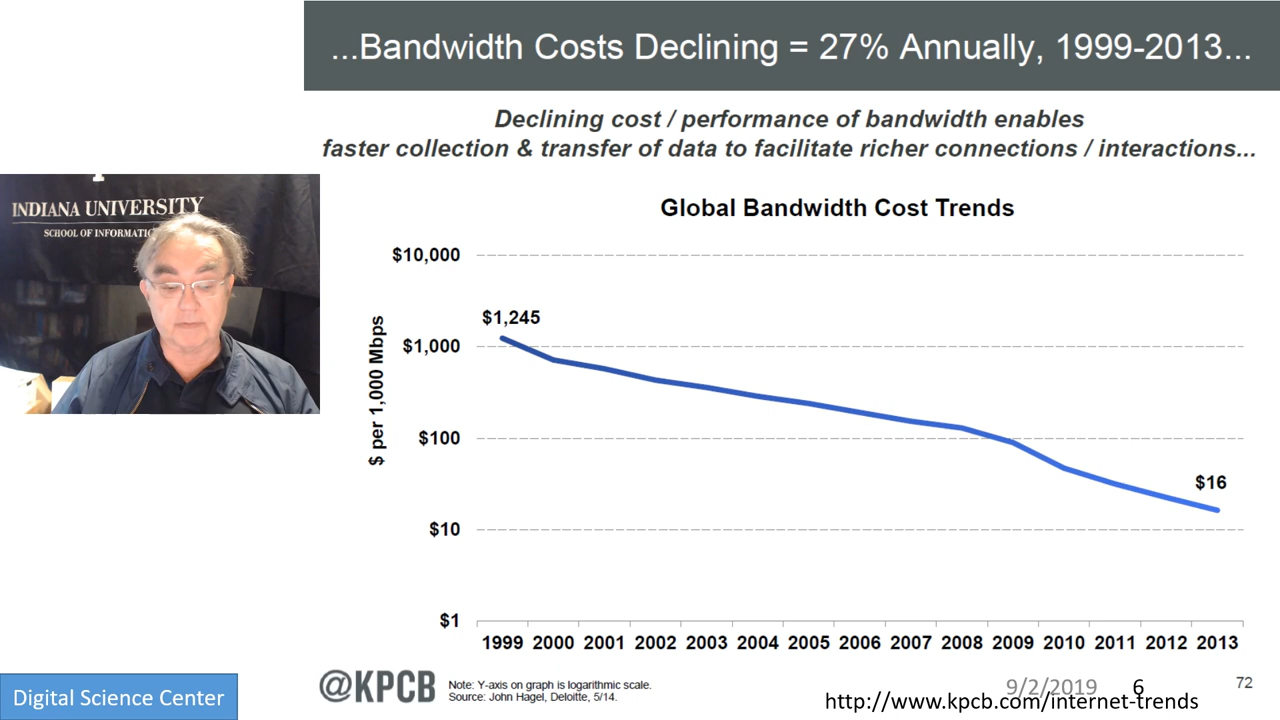 ...Bandwidth Costs Declining = 27% Annually, 1999-2013...
Declining cost / performance of bandwidth enables
faster collection & transfer of data to facilitate richer connections / interactions...
INDIANA UNIVERSITY
SCHOOL OF INFORMATIC
Global Bandwidth Cost Trends
$ per 1,000 Mbps
$10,000
$1,000
$100
$10
$1
$1,245
$16
1999 2000 2001 2002 2003 2004 2005 2006 2007 2008 2009 2010 2011 2012 2013
@KPCB
Note: Y-axis on graph is logarithmic scale.
Source: John Hagel, Deloitte, 5/14.
Digital Science Center
9/2/2019 6
72
http://www.kpcb.com/internet-trends